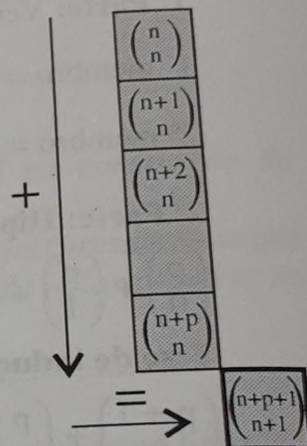 (n
n)
(n+1
n)
(n+2
n)
+
(n+p
n)
=
(n+p+1
n+1)